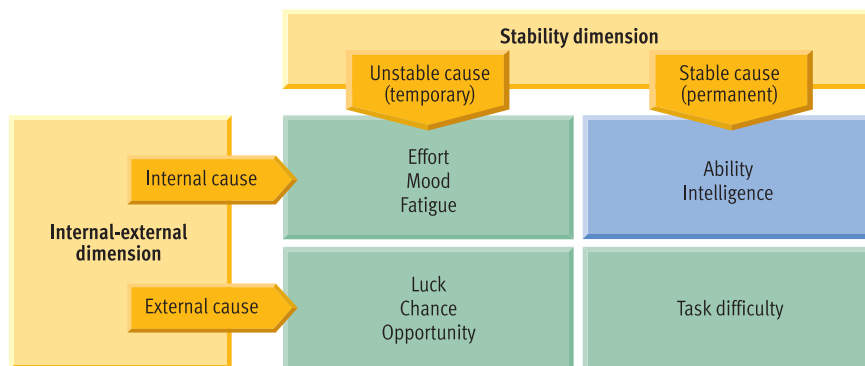 Stability dimension
Unstable cause
(temporary)
Stable cause
(permanent)
Internal-external
dimension
Internal cause
Effort
Mood
Fatigue
Ability
Intelligence
External cause
Luck
Chance
Opportunity
Task difficulty